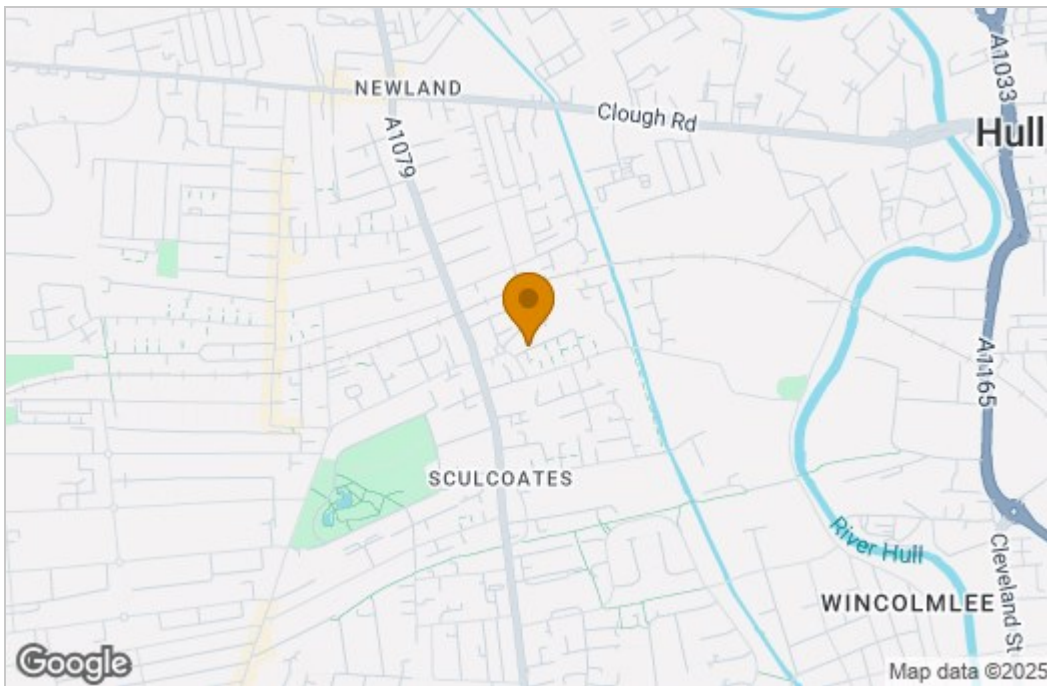 NEWLAND
Clough Rd
A1033
A1079
Hull
A1165
SCULCOATES
River Hull
WINCOLMLEE
Cleveland St
Google
Map data ©2025